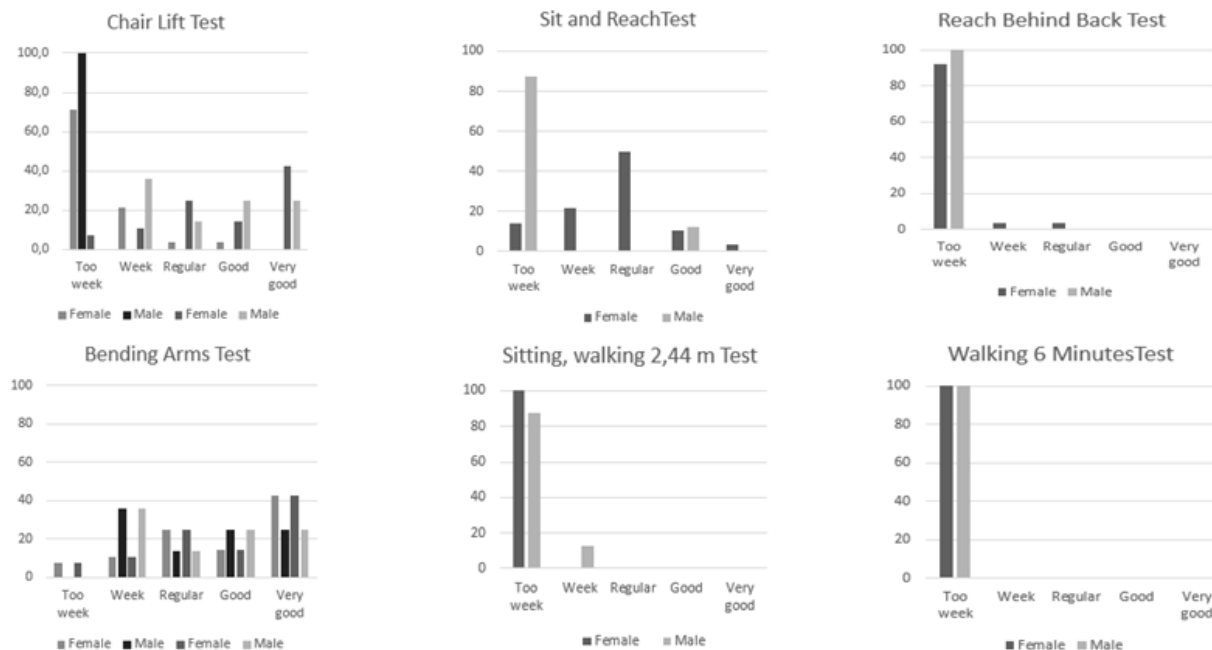 Chair Lift Test
100,0
80,0
60,0
40,0
20,0
0,0
Too week
Week
Regular
Good
Very good
Female
Male
Female
Male
Sit and ReachTest
100
80
60
40
20
0
Too week
Week
Regular
Good
Very good
Female
Male
Reach Behind Back Test
100
80
60
40
20
0
Too week
Week
Regular
Good
Very good
Female
Male
Bending Arms Test
100
80
60
40
20
0
Too week
Week
Regular
Good
Very good
Female
Male
Female
Male
Sitting, walking 2,44 m Test
100
80
60
40
20
0
Too week
Week
Regular
Good
Very good
Female
Male
Walking 6 MinutesTest
100
80
60
40
20
0
Too week
Week
Regular
Good
Very good
Female
Male